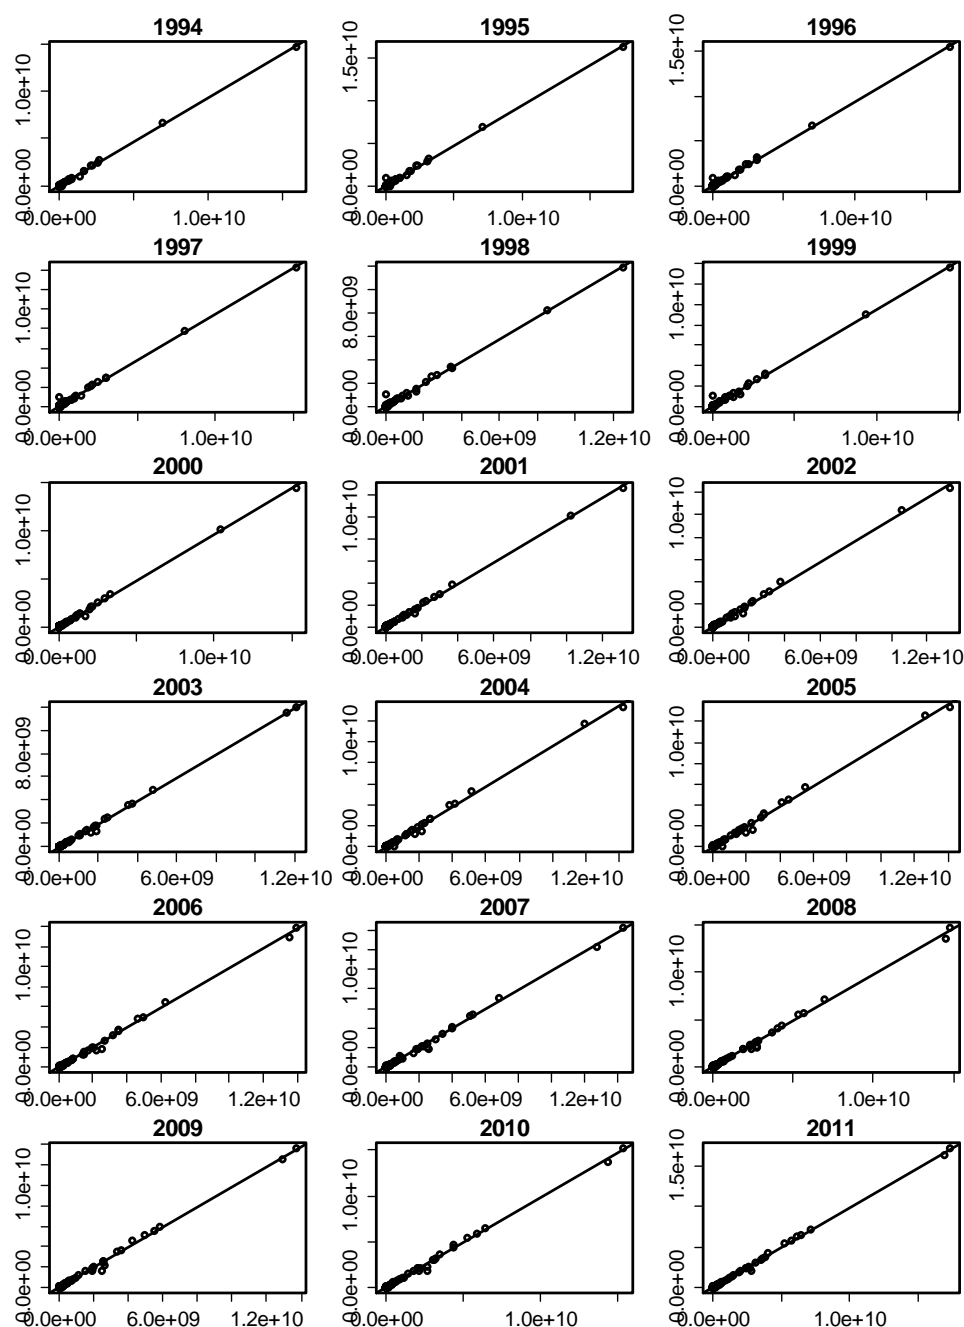 1994 1995 1996
0.0e+00 1.0e+10 0.0e+00 1.5e+10 0.0e+00 1.5e+10
0.0e+00 1.0e+10 0.0e+00 1.0e+10 0.0e+00 1.0e+10
1997 1998 1999
0.0e+00 1.0e+10 0.0e+00 8.0e+09 0.0e+00 1.0e+10
0.0e+00 1.0e+10 0.0e+00 6.0e+09 1.2e+10 0.0e+00 1.0e+10
2000 2001 2002
0.0e+00 1.0e+10 0.0e+00 1.0e+10 0.0e+00 1.0e+10
0.0e+00 1.0e+10 0.0e+00 6.0e+09 1.2e+10 0.0e+00 6.0e+09 1.2e+10
2003 2004 2005
0.0e+00 8.0e+09 0.0e+00 1.0e+10 0.0e+00 1.0e+10
0.0e+00 6.0e+09 1.2e+10 0.0e+00 6.0e+09 1.2e+10 0.0e+00 6.0e+09 1.2e+10
2006 2007 2008
0.0e+00 1.0e+10 0.0e+00 1.0e+10 0.0e+00 1.0e+10
0.0e+00 6.0e+09 1.2e+10 0.0e+00 6.0e+09 1.2e+10 0.0e+00 1.0e+10
2009 2010 2011
0.0e+00 1.0e+10 0.0e+00 1.0e+10 0.0e+00 1.5e+10
0.0e+00 6.0e+09 1.2e+10 0.0e+00 1.0e+10 0.0e+00 1.0e+10